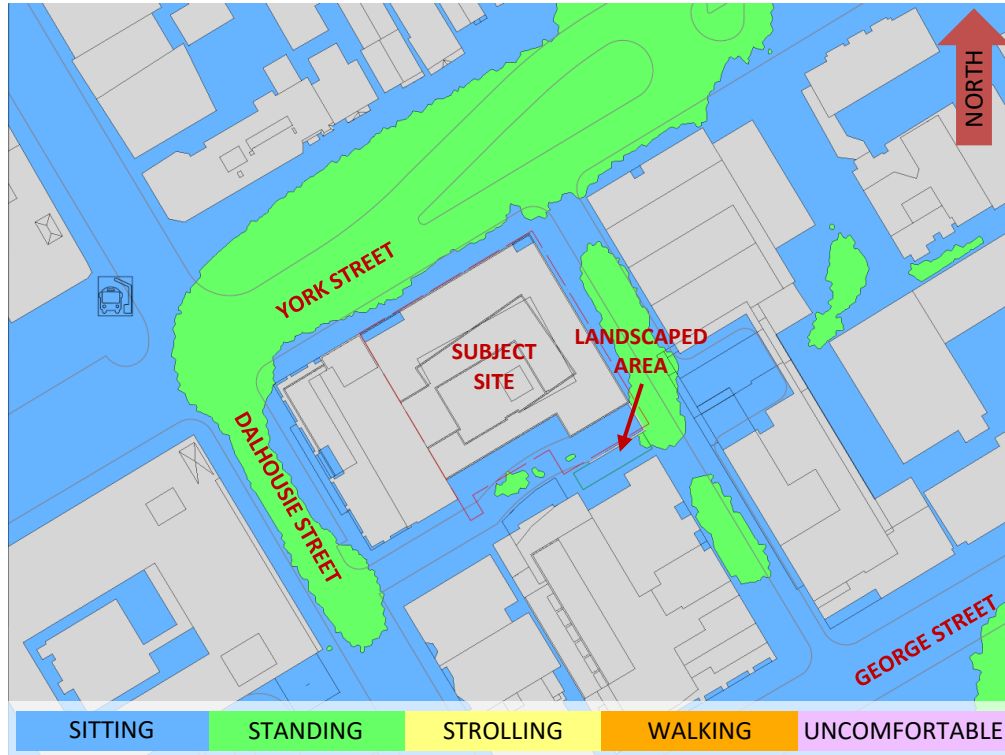 NORTH
YORK STREET
SUBJECT
SITE
LANDSCAPED
AREA
DALHOUSIE STREET
GEORGE STREET
SITTING
STANDING
STROLLING
WALKING
UNCOMFORTABLE